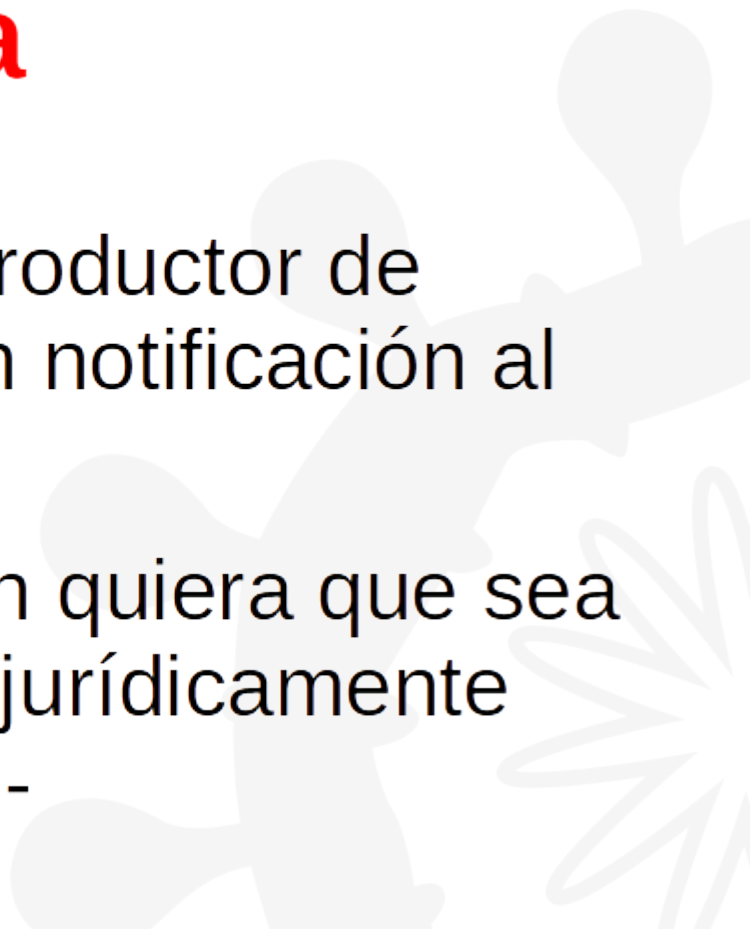 a
roductor de
n notificación al
n quiera que sea
jurídicamente
-